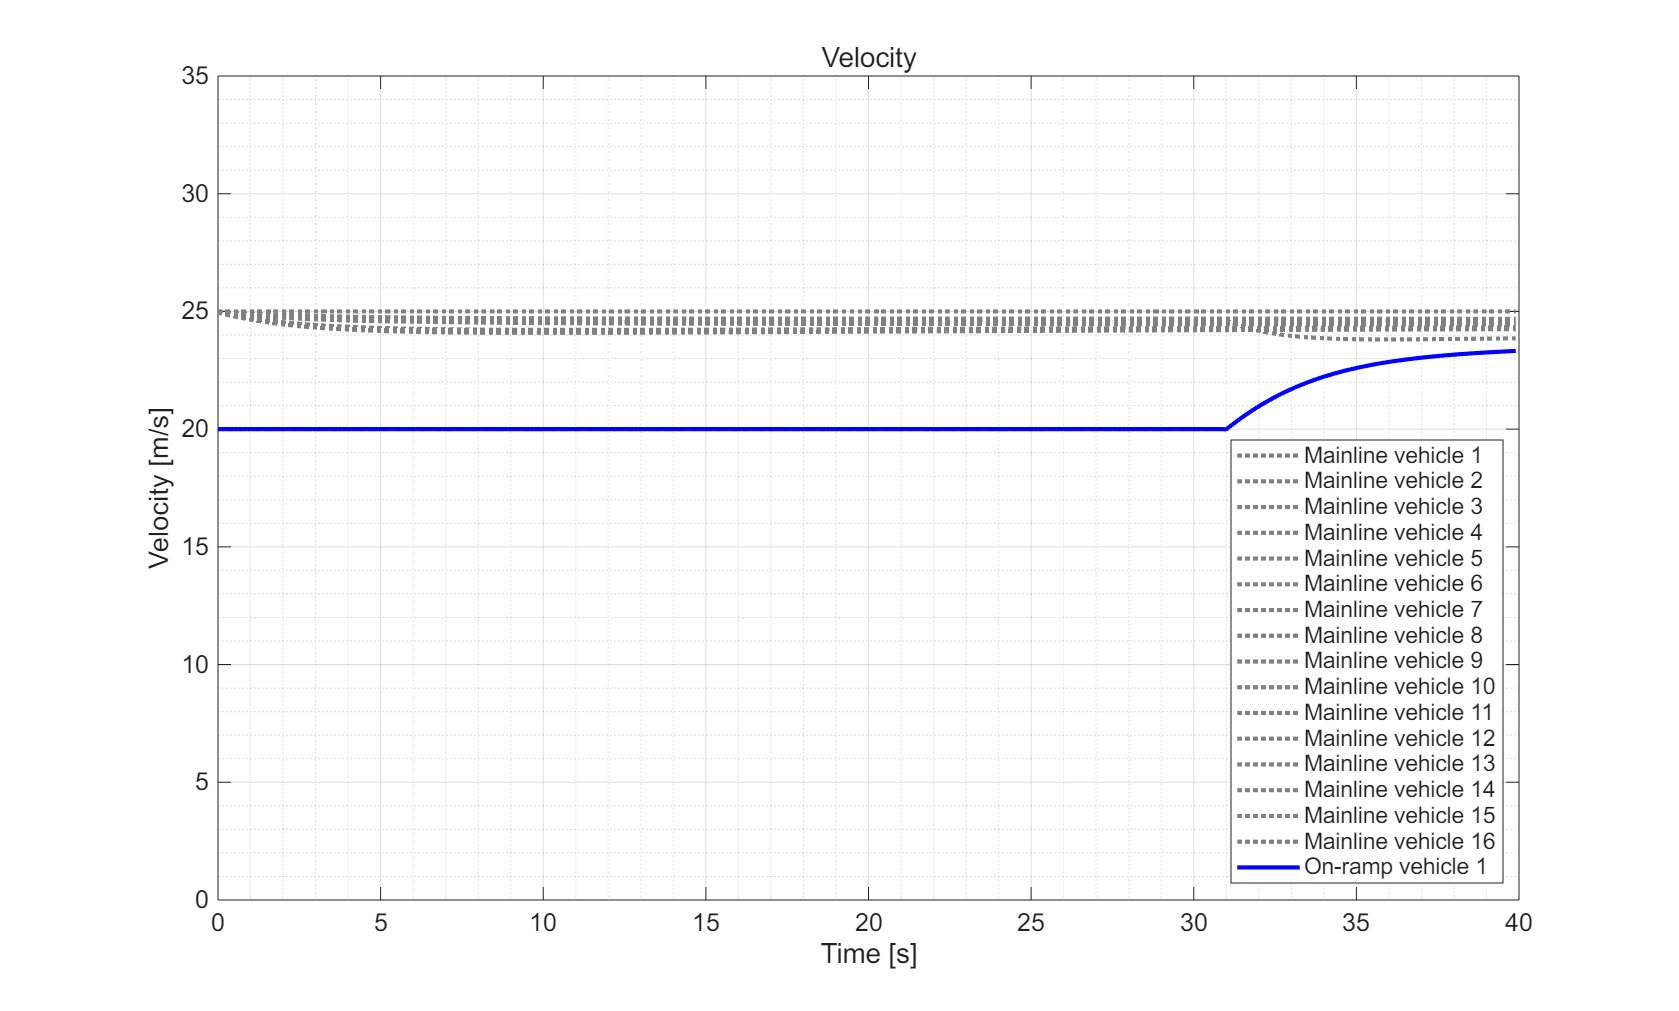 Velocity
35
30
25
20
15
10
5
0
Velocity [m/s]
0 5 10 15 20 25 30 35 40
Time [s]
Mainline vehicle 1
Mainline vehicle 2
Mainline vehicle 3
Mainline vehicle 4
Mainline vehicle 5
Mainline vehicle 6
Mainline vehicle 7
Mainline vehicle 8
Mainline vehicle 9
Mainline vehicle 10
Mainline vehicle 11
Mainline vehicle 12
Mainline vehicle 13
Mainline vehicle 14
Mainline vehicle 15
Mainline vehicle 16
On-ramp vehicle 1